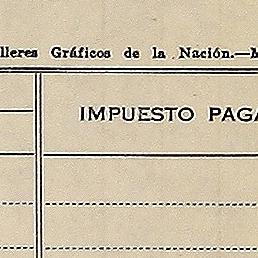 lleres Gráficos de la Nación.—M
IMPUESTO PAGA